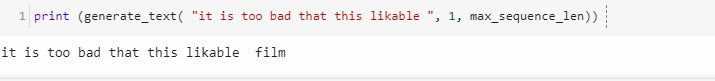 1 print (generate_text( "it is too bad that this likable ", 1, max_sequence_len))
it is too bad that this likable  film